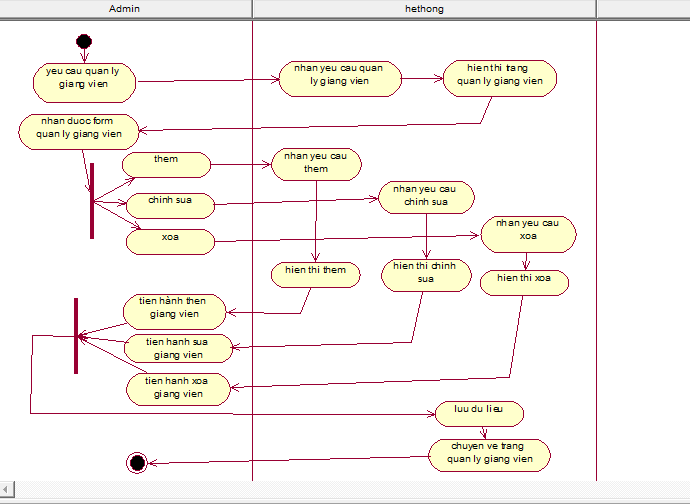 Admin
hethong
yeu cau quan ly
giang vien
nhan yeu cau quan
ly giang vien
hien thi trang
quan ly giang vien
nhan duoc form
quan ly giang vien
them
nhan yeu cau
them
chinh sua
nhan yeu cau
chinh sua
xoa
nhan yeu cau
xoa
hien thi them
hien thi chinh
sua
hien thi xoa
tien hành then
giang vien
tien hanh sua
giang vien
tien hanh xoa
giang vien
luu du lieu
chuyen ve trang
quan ly giang vien